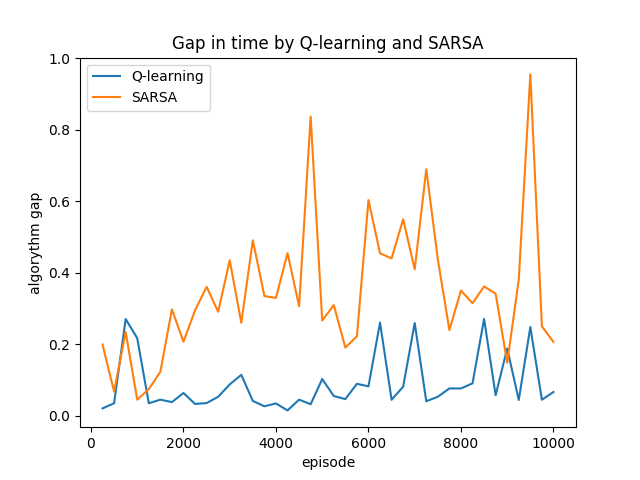 Gap in time by Q-learning and SARSA
Q-learning
SARSA
algorythm gap
1.0
0.8
0.6
0.4
0.2
0.0
0 2000 4000 6000 8000 10000
episode